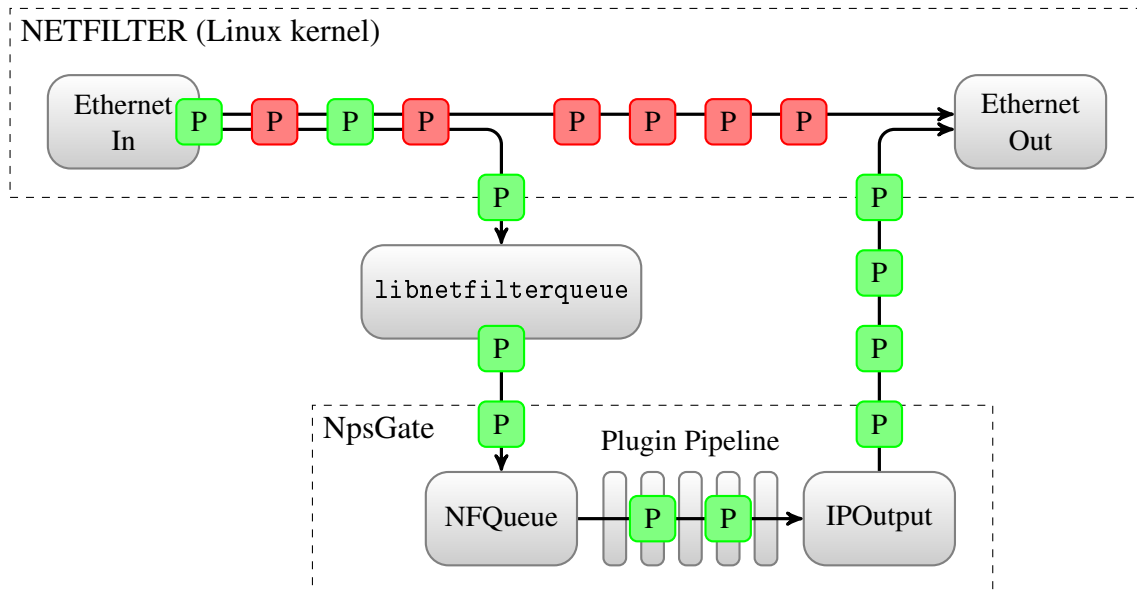 NETFILTER (Linux kernel)
Ethernet
In
P P P P P P P P
Ethernet
Out
P P
libnetfilterqueue
P
P P
P P
NpsGate
Plugin Pipeline
NFQueue
P P
IPOutput